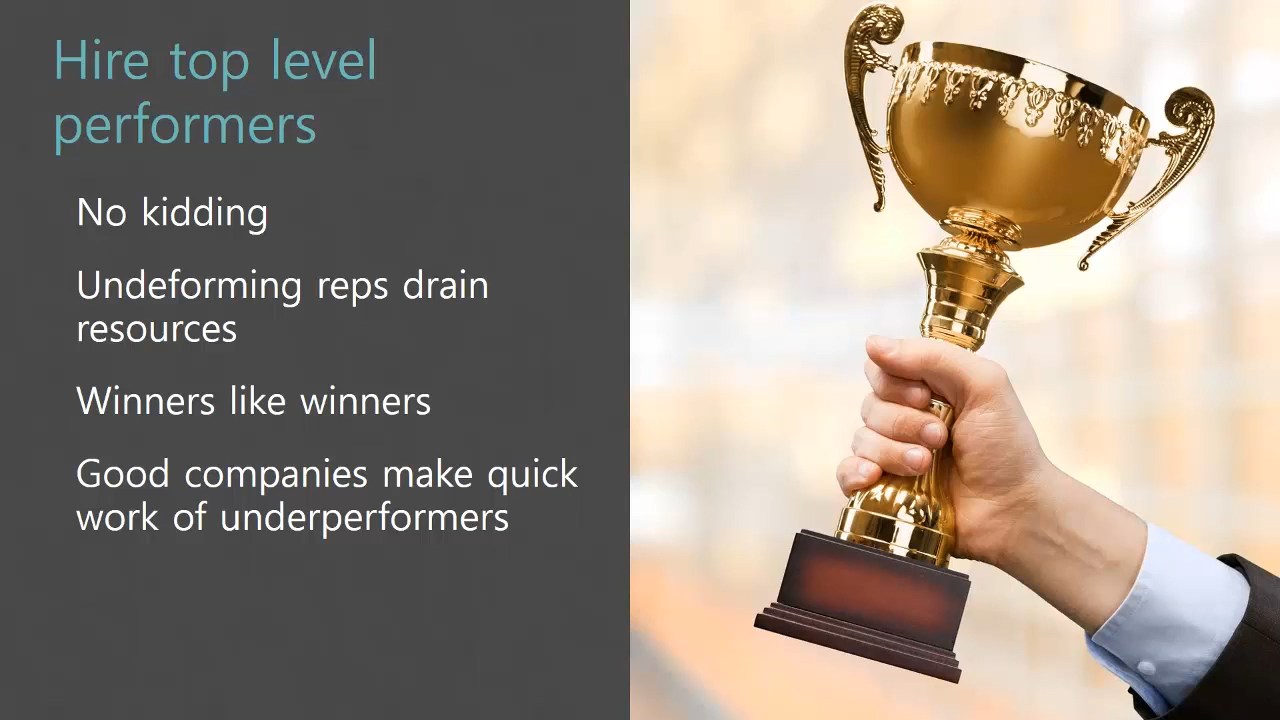 Hire top level
performers
No kidding
Undeforming reps drain
resources
Winners like winners
Good companies make quick
work of underperformers